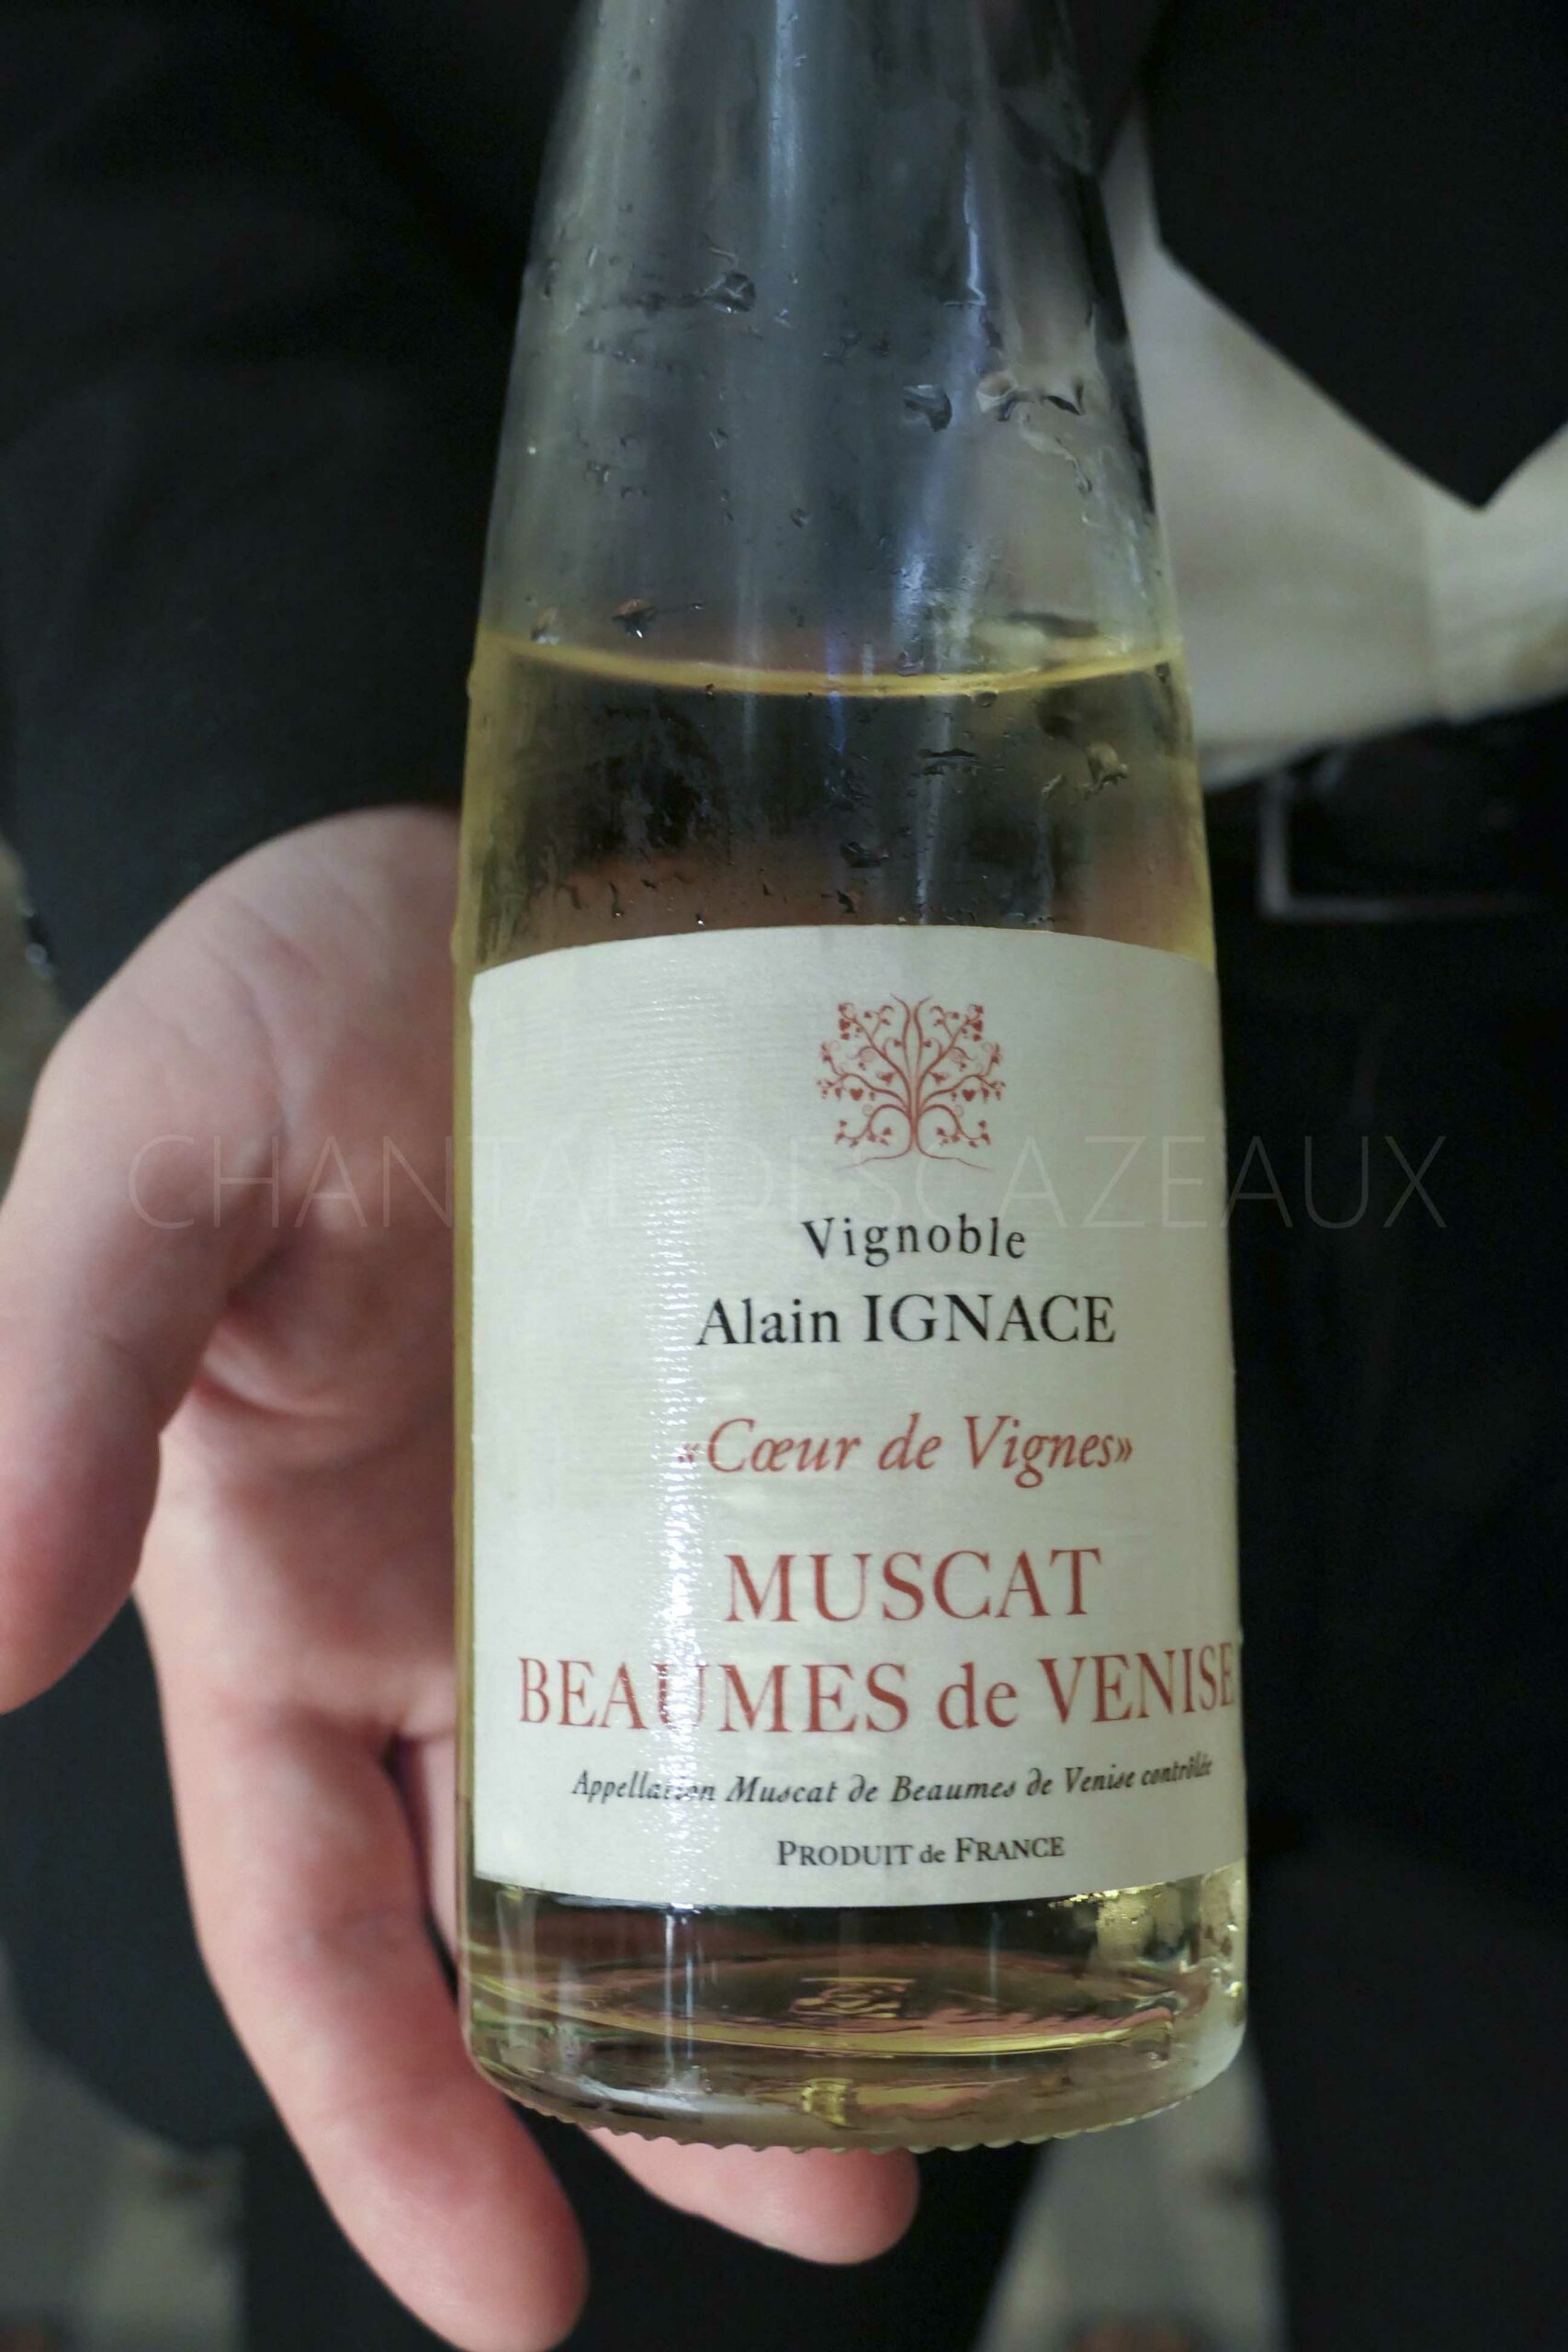 CHANTAL DESCAZEAUX
Vignoble
Alain IGNACE
«Cœur de Vignes»
MUSCAT
BEAUMES de VENISE
Appellation Muscat de Beaumes de Venise contrôlée
PRODUIT de FRANCE